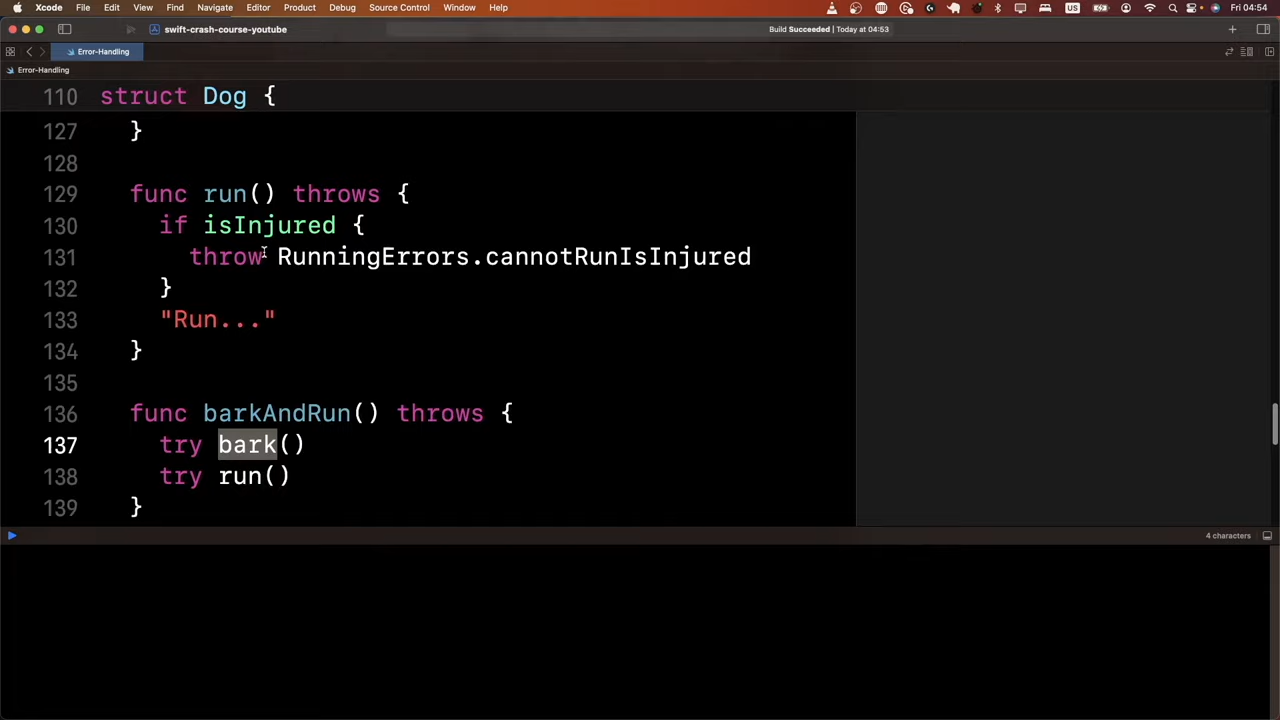 Xcode File Edit View Find Navigate Editor Product Debug Source Control Window Help Fri 04:54
swift-crash-course-youtube Build Succeeded | Today at 04:53
Error-Handling
Error-Handling
110 struct Dog {
127 }
128
129 func run() throws {
130 if isInjured {
131 throw RunningErrors.cannotRunIsInjured
132 }
133 "Run..."
134 }
135
136 func barkAndRun() throws {
137 try bark()
138 try run()
139 }
4 characters